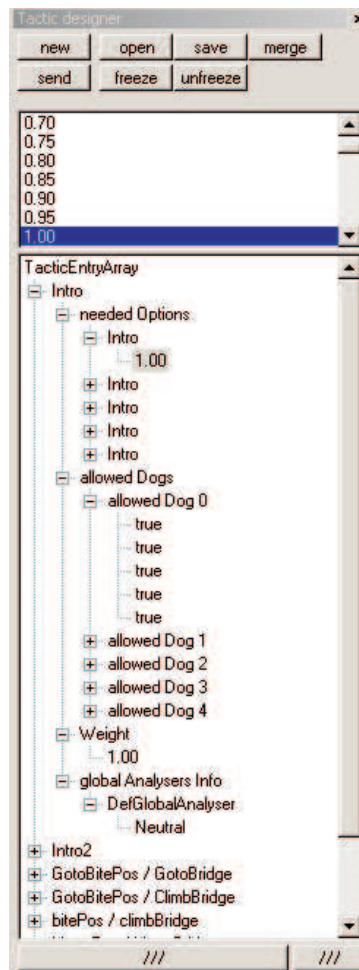 Tactic designer
new open save merge
send freeze unfreeze
0.70
0.75
0.80
0.85
0.90
0.95
1.00
TacticEntryArray
Intro
needed Options
Intro
1.00
Intro
Intro
Intro
Intro
allowed Dogs
allowed Dog 0
true
true
true
true
true
allowed Dog 1
allowed Dog 2
allowed Dog 3
allowed Dog 4
Weight
1.00
global Analysers Info
DefGlobalAnalyser
Neutral
Intro2
GotoBitePos / GotoBridge
GotoBitePos / ClimbBridge
bitePos / climbBridge
/// ///